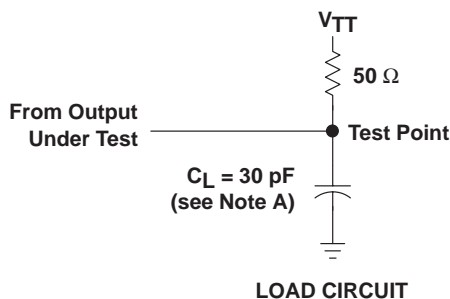 VTT
50 Ω
From Output
Under Test
Test Point
CL = 30 pF
(see Note A)
LOAD CIRCUIT